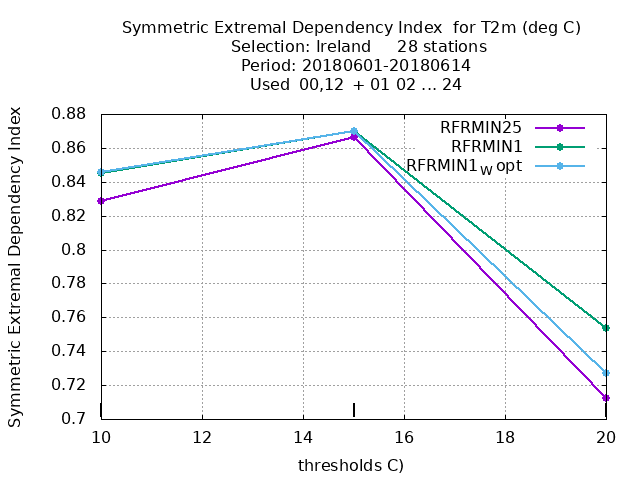 Symmetric Extremal Dependency Index  for T2m (deg C)
Selection: Ireland     28 stations
Period: 20180601-20180614
Used  00,12  + 01 02 ... 24
Symmetric Extremal Dependency Index
0.88
0.86
0.84
0.82
0.8
0.78
0.76
0.74
0.72
0.7
RFRMIN25
RFRMIN1
RFRMIN1W opt
10 12 14 16 18 20
thresholds C)